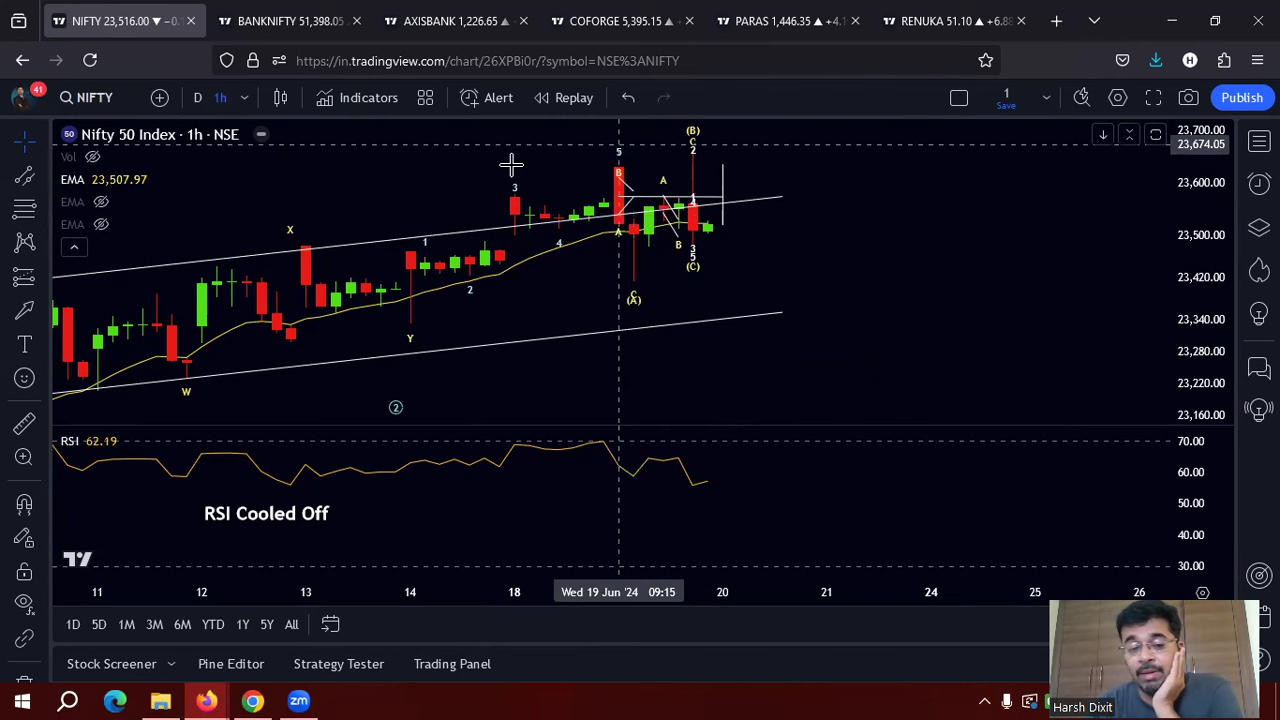 NIFTY 23,516.00 ▼ −0.
BANKNIFTY 51,398.05
AXISBANK 1,226.65 ▲
COFORGE 5,395.15 ▲
PARAS 1,446.35 ▲ +4.1
RENUKA 51.10 ▲ +6.88
https://in.tradingview.com/chart/26XPBi0r/?symbol=NSE%3ANIFTY
H
41
NIFTY
D
1h
Indicators
Alert
Replay
1
Save
Publish
50
Nifty 50 Index · 1h · NSE
Vol
EMA 23,507.97
EMA
EMA
23,700.00
23,674.05
23,600.00
23,500.00
23,420.00
23,340.00
23,280.00
23,220.00
23,160.00
(B)
C
2
5
B
A
3
X
1
4
2
A
B
3
5
(C)
C
(A)
Y
W
2
RSI 62.19
70.00
60.00
50.00
40.00
30.00
RSI Cooled Off
11
12
13
14
18
Wed 19 Jun '24 09:15
20
21
24
25
26
1D 5D 1M 3M 6M YTD 1Y 5Y All
Stock Screener
Pine Editor
Strategy Tester
Trading Panel
zm
Harsh Dixit